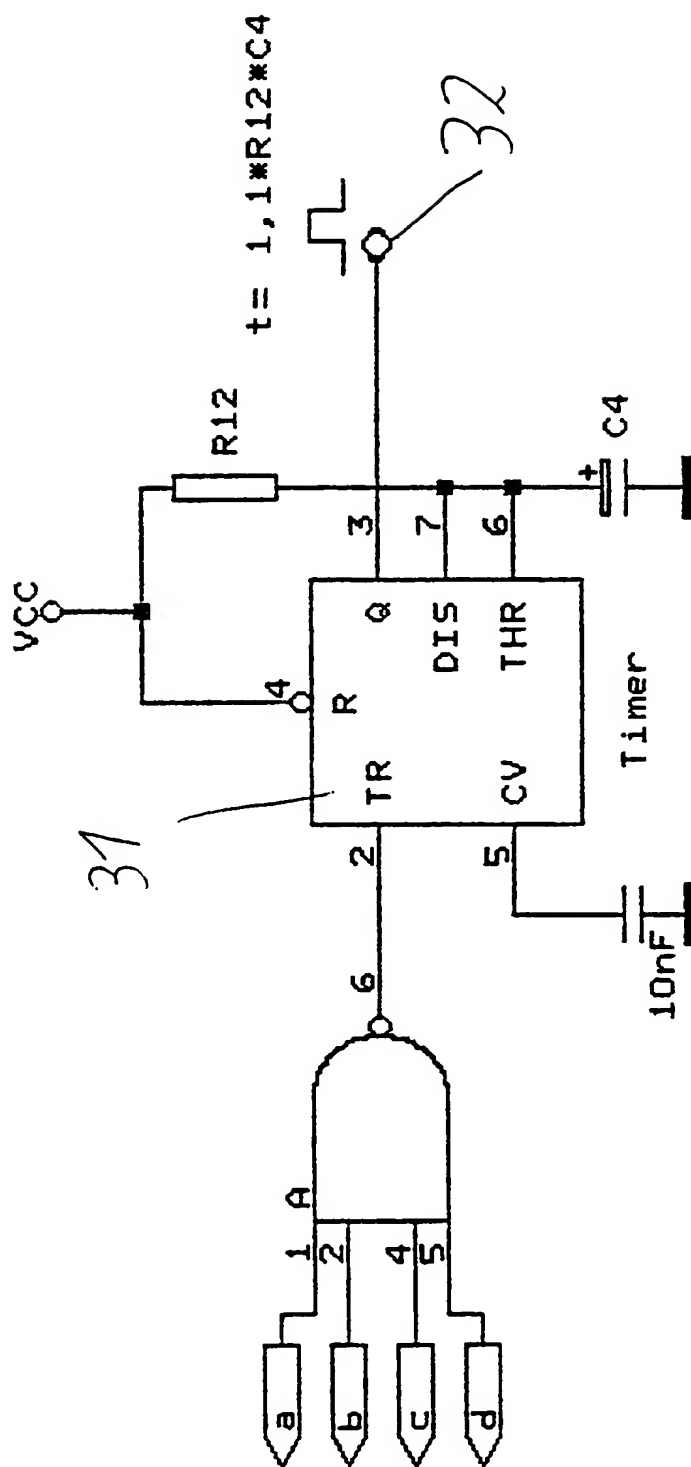 t= 1,1*R12*C4
32
VCC
R12
C4
+
3
7
6
4
Q
DIS
THR
R
TR
CV
Timer
31
2
5
10nF
6
A
1
2
4
5
a
b
c
d